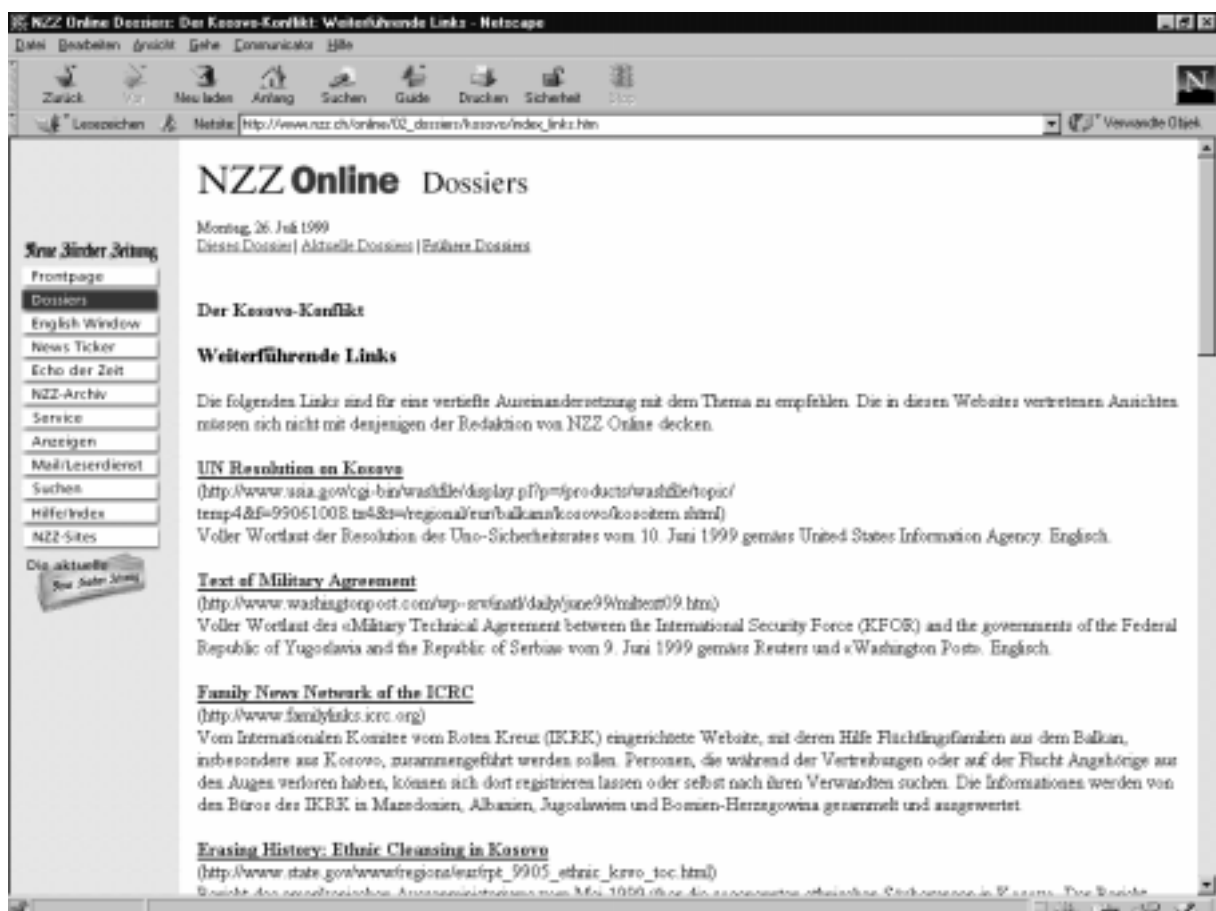 NZZ Online Dossiers: Der Kosovo-Konflikt: Weiterführende Links - Netscape
Datei Bearbeiten Ansicht Gehe Communicator Hilfe
Zurück Vor Neu laden Anfang Suchen Guide Drucken Sicherheit Stop
N
Lesezeichen Netsite: http://www.nzz.ch/online/02_dossiers/kosovo/index_links.htm Verwandte Objek
NZZ Online Dossiers
Montag, 26. Juli 1999
Dieses Dossier | Aktuelle Dossiers | Frühere Dossiers
Neue Zürcher Zeitung
Frontpage
Dossiers
English Window
News Ticker
Echo der Zeit
NZZ-Archiv
Service
Anzeigen
Mail/Leserdienst
Suchen
Hilfe/Index
NZZ-Sites
Die aktuelle
Neue Zürcher Zeitung
Der Kosovo-Konflikt
Weiterführende Links
Die folgenden Links sind für eine vertiefte Auseinandersetzung mit dem Thema zu empfehlen. Die in diesen Websites vertretenen Ansichten
müssen sich nicht mit denjenigen der Redaktion von NZZ Online decken.
UN Resolution on Kosovo
(http://www.usia.gov/cgi-bin/washfile/display.pl?p=/products/washfile/topic/
temp4&f=99061008.tn4&t=/regional/eur/balkans/kosovo/kosoitem.shtml)
Voller Wortlaut der Resolution des Uno-Sicherheitsrates vom 10. Juni 1999 gemäss United States Information Agency. Englisch.
Text of Military Agreement
(http://www.washingtonpost.com/wp-srv/inatl/daily/june99/miltext09.htm)
Voller Wortlaut des «Military Technical Agreement between the International Security Force (KFOR) and the governments of the Federal
Republic of Yugoslavia and the Republic of Serbia» vom 9. Juni 1999 gemäss Reuters und «Washington Post». Englisch.
Family News Network of the ICRC
(http://www.familylinks.icrc.org)
Vom Internationalen Komitee vom Roten Kreuz (IKRK) eingerichtete Website, mit deren Hilfe Flüchtlingsfamilien aus dem Balkan,
insbesondere aus Kosovo, zusammengeführt werden sollen. Personen, die während der Vertreibungen oder auf der Flucht Angehörige aus
den Augen verloren haben, können sich dort registrieren lassen oder selbst nach ihren Verwandten suchen. Die Informationen werden von
den Büros des IKRK in Mazedonien, Albanien, Jugoslawien und Bosnien-Herzegowina gesammelt und ausgewertet.
Erasing History: Ethnic Cleansing in Kosovo
(http://www.state.gov/www/regions/eur/rpt_9905_ethnic_ksvo_toc.html)